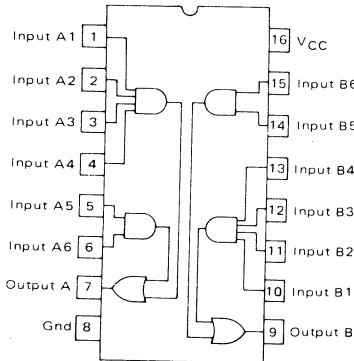 Input A1 1
16 VCC
Input A2 2
15 Input B6
Input A3 3
14 Input B5
Input A4 4
13 Input B4
Input A5 5
12 Input B3
Input A6 6
11 Input B2
Output A 7
10 Input B1
Gnd 8
9 Output B